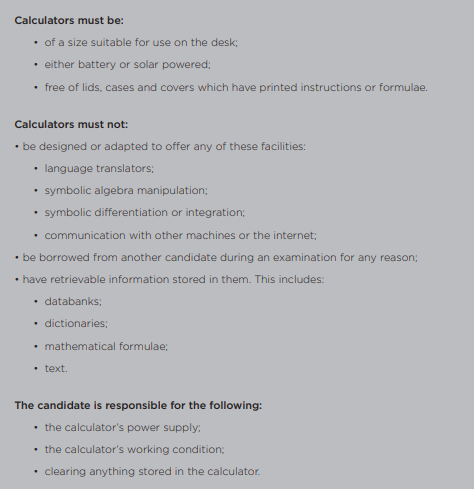 Calculators must be:
• of a size suitable for use on the desk;
• either battery or solar powered;
• free of lids, cases and covers which have printed instructions or formulae.
Calculators must not:
• be designed or adapted to offer any of these facilities:
• language translators;
• symbolic algebra manipulation;
• symbolic differentiation or integration;
• communication with other machines or the internet;
• be borrowed from another candidate during an examination for any reason;
• have retrievable information stored in them. This includes:
• databanks;
• dictionaries;
• mathematical formulae;
• text.
The candidate is responsible for the following:
• the calculator’s power supply;
• the calculator’s working condition;
• clearing anything stored in the calculator.